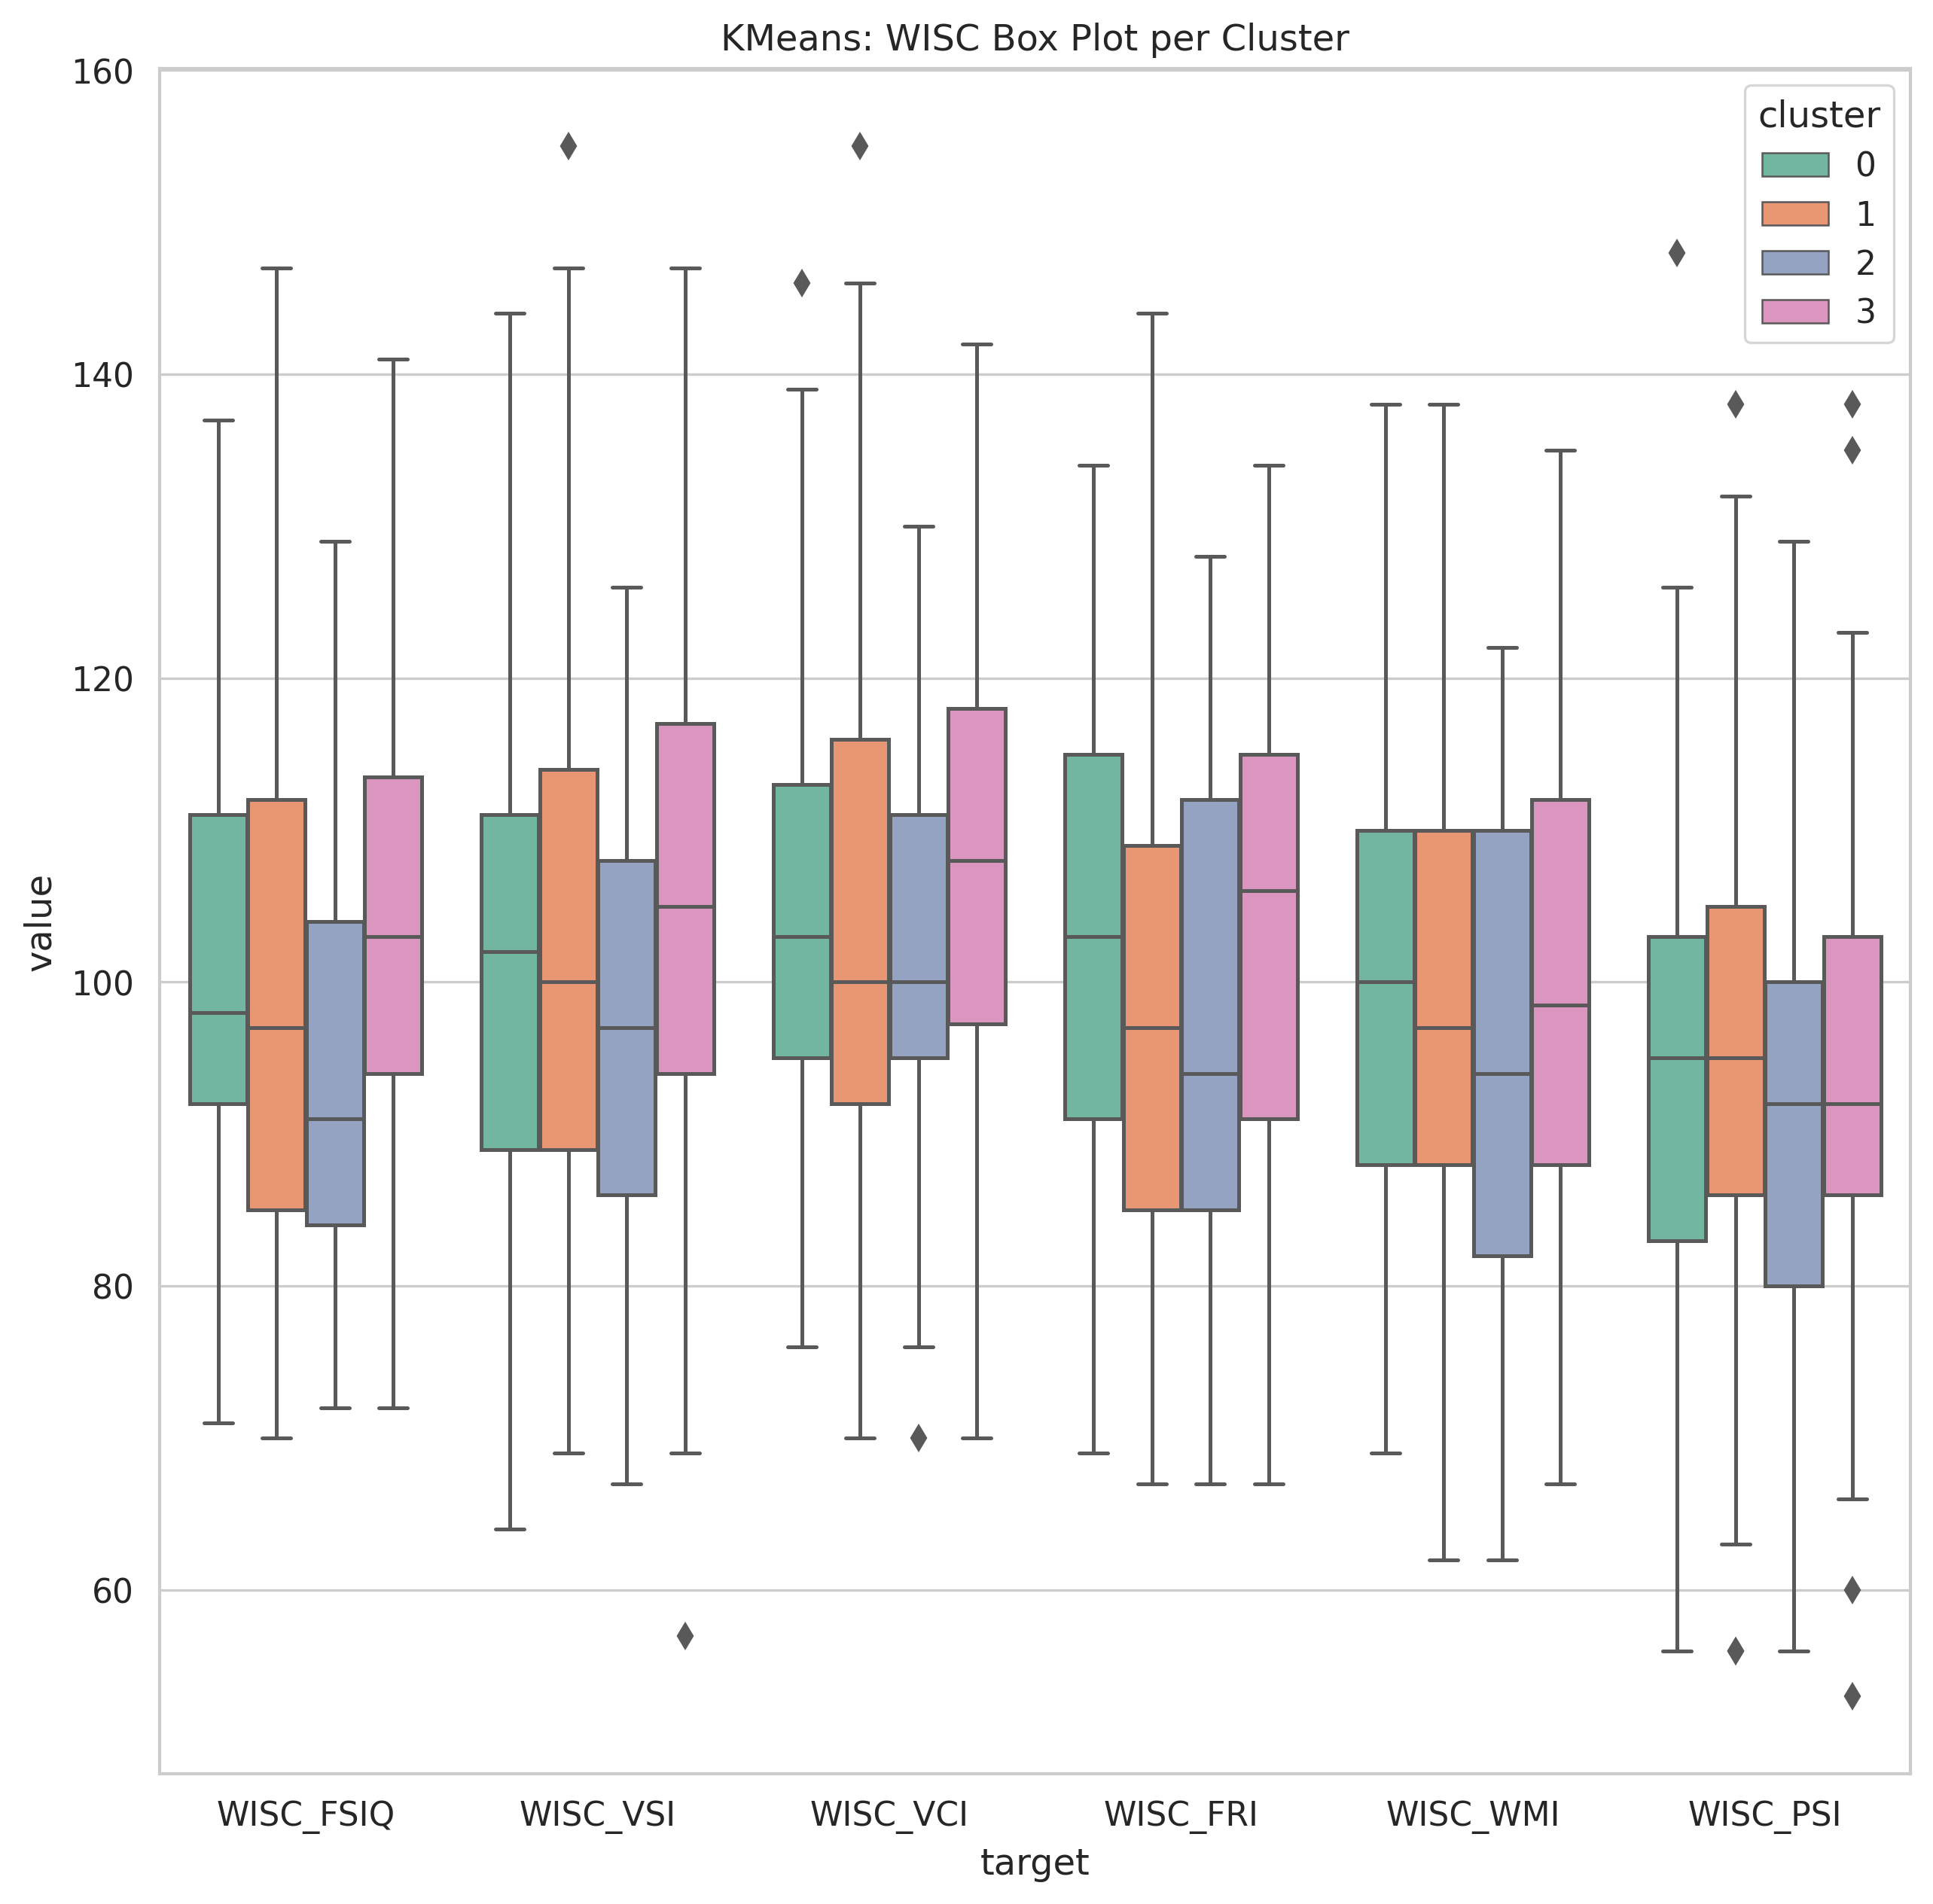 KMeans: WISC Box Plot per Cluster
160
140
120
100
80
60
value
cluster
0
1
2
3
WISC_FSIQ
WISC_VSI
WISC_VCI
WISC_FRI
WISC_WMI
WISC_PSI
target